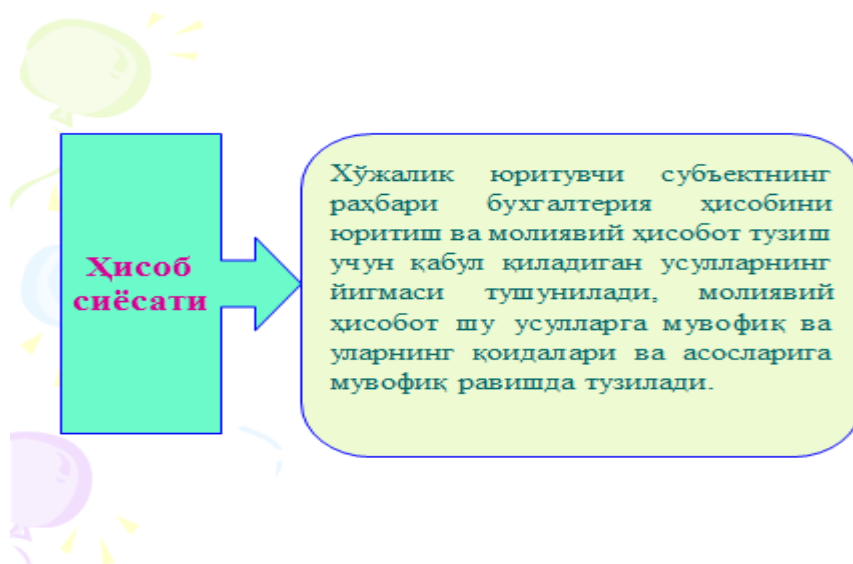 Ҳисоб
сиёсати
Хўжалик юритувчи субъектнинг
раҳбари бухгалтерия ҳисобини
юритиш ва молиявий ҳисобот тузиш
учун қабул қиладиган усулларнинг
йигмаси тушунилади, молиявий
ҳисобот шу усулларга мувофиқ ва
уларнинг қоидалари ва асосларига
мувофиқ равишда тузилади.